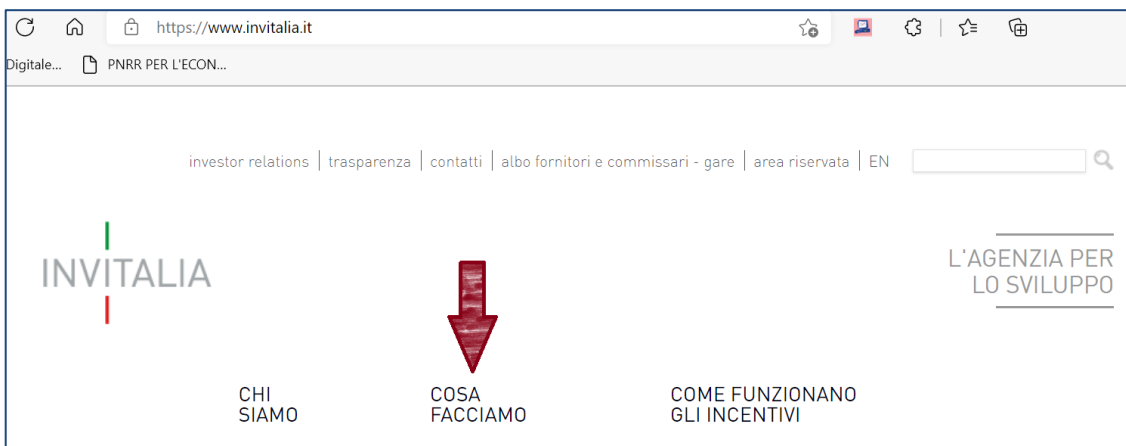 https://www.invitalia.it
Digitale... PNRR PER L'ECON...
investor relations | trasparenza | contatti | albo fornitori e commissari - gare | area riservata | EN
INVITALIA
L'AGENZIA PER
LO SVILUPPO
CHI
SIAMO
COSA
FACCIAMO
COME FUNZIONANO
GLI INCENTIVI